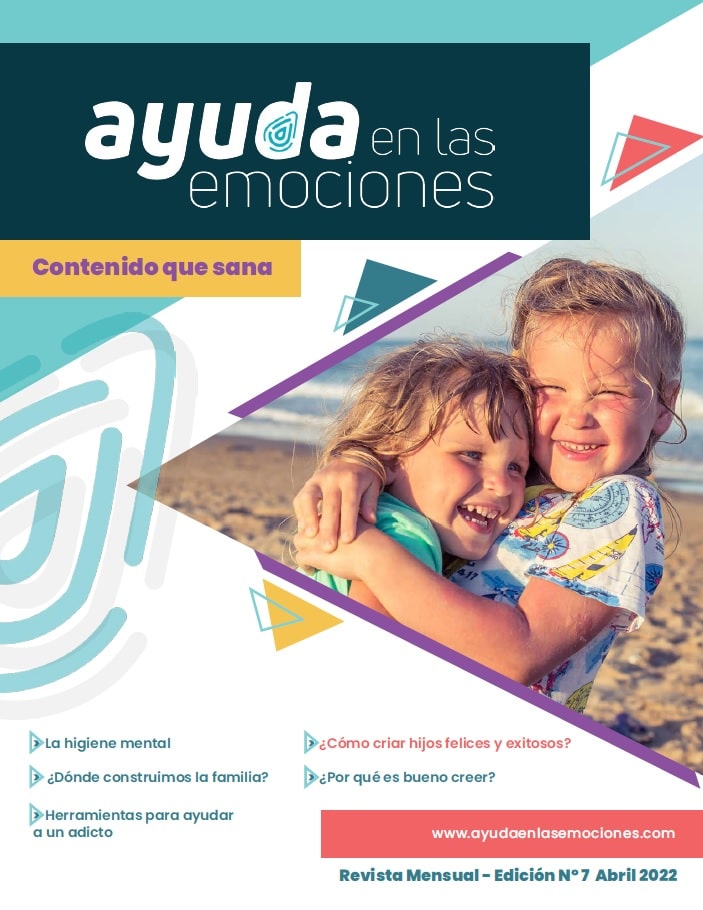 ayuda en las
emociones
Contenido que sana
La higiene mental
¿Dónde construimos la familia?
Herramientas para ayudar
a un adicto
¿Cómo criar hijos felices y exitosos?
¿Por qué es bueno creer?
www.ayudaenlasemociones.com
Revista Mensual - Edición N° 7 Abril 2022